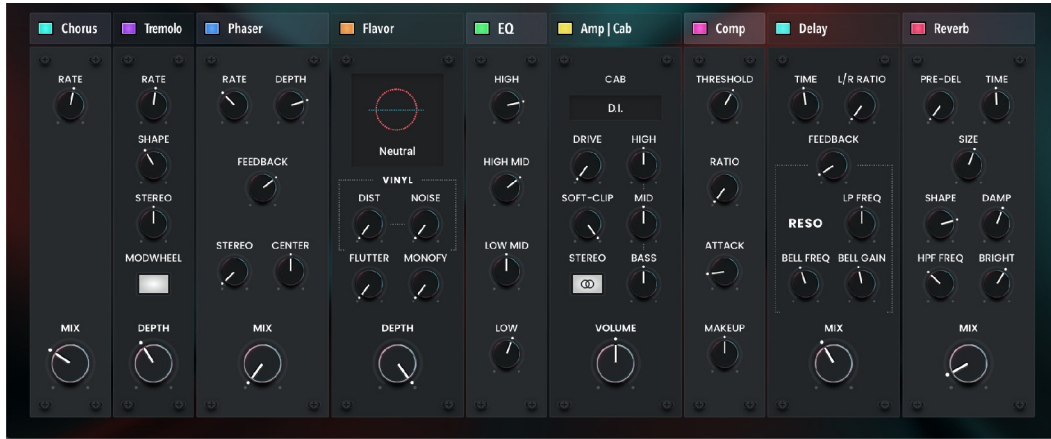 Chorus
Tremolo
Phaser
Flavor
EQ
Amp | Cab
Comp
Delay
Reverb
RATE
MIX
RATE
SHAPE
STEREO
MODWHEEL
DEPTH
RATE DEPTH
FEEDBACK
STEREO CENTER
MIX
Neutral
VINYL
DIST NOISE
FLUTTER MONOFY
DEPTH
HIGH
HIGH MID
LOW MID
LOW
CAB
D.I.
DRIVE HIGH
SOFT-CLIP MID
STEREO BASS
VOLUME
THRESHOLD
RATIO
ATTACK
MAKEUP
TIME L/R RATIO
FEEDBACK
LP FREQ
RESO
BELL FREQ BELL GAIN
MIX
PRE-DEL TIME
SIZE
SHAPE DAMP
HPF FREQ BRIGHT
MIX